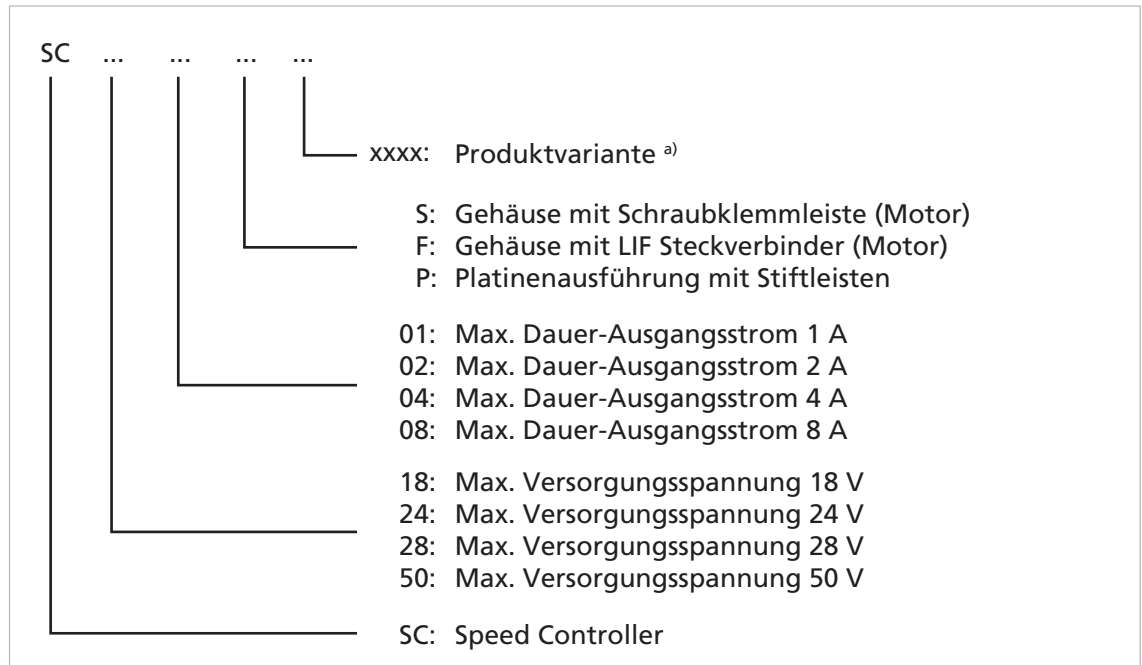 SC ... ... ... ...
xxxx: Produktvariante a)
S: Gehäuse mit Schraubklemmleiste (Motor)
F: Gehäuse mit LIF Steckverbinder (Motor)
P: Platinenausführung mit Stiftleisten
01: Max. Dauer-Ausgangsstrom 1 A
02: Max. Dauer-Ausgangsstrom 2 A
04: Max. Dauer-Ausgangsstrom 4 A
08: Max. Dauer-Ausgangsstrom 8 A
18: Max. Versorgungsspannung 18 V
24: Max. Versorgungsspannung 24 V
28: Max. Versorgungsspannung 28 V
50: Max. Versorgungsspannung 50 V
SC: Speed Controller